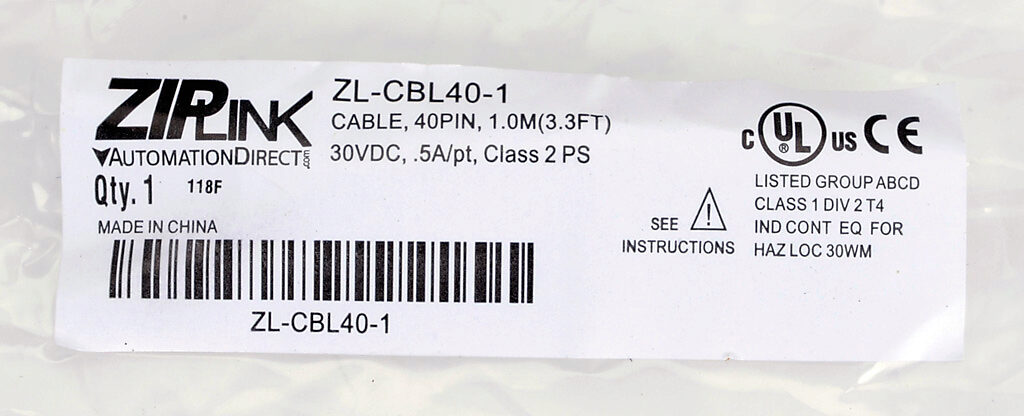 ZIPLINK
AUTOMATIONDIRECT.com
Qty. 1 118F
MADE IN CHINA
ZL-CBL40-1
ZL-CBL40-1
CABLE, 40PIN, 1.0M(3.3FT)
30VDC, .5A/pt, Class 2 PS
SEE
INSTRUCTIONS
C UL ® US CE
LISTED GROUP ABCD
CLASS 1 DIV 2 T4
IND CONT EQ FOR
HAZ LOC 30WM